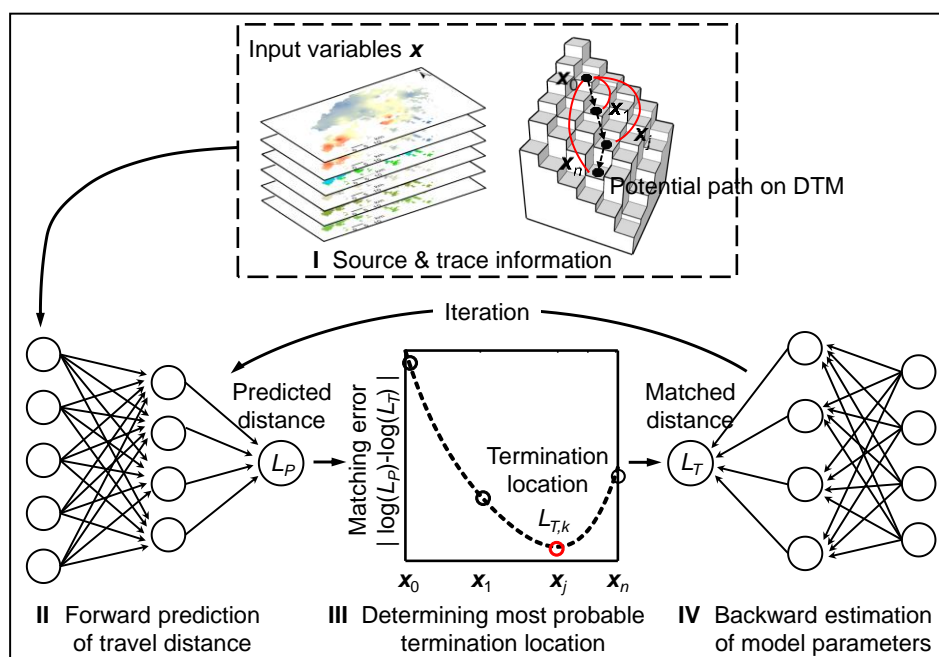 Input variables x
x0
x1
xj
xn
Potential path on DTM
I Source & trace information
Iteration
Predicted
distance
LP
Matching error
| log(LP)-log(LT) |
Termination
location
LT,k
x0 x1 xj xn
Matched
distance
LT
II Forward prediction
of travel distance
III Determining most probable
termination location
IV Backward estimation
of model parameters